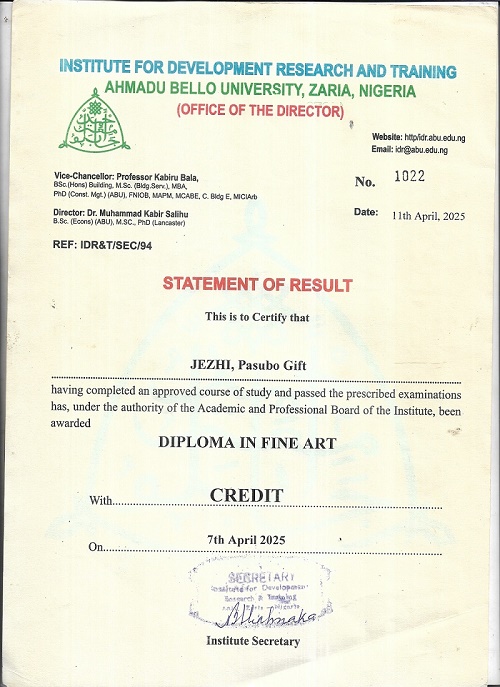 INSTITUTE FOR DEVELOPMENT RESEARCH AND TRAINING
AHMADU BELLO UNIVERSITY, ZARIA, NIGERIA
(OFFICE OF THE DIRECTOR)
Website: http/idr.abu.edu.ng
Email: idr@abu.edu.ng
Vice-Chancellor: Professor Kabiru Bala,
BSc.(Hons) Building, M.Sc. (Bldg.Serv.), MBA,
PhD (Const. Mgt.) (ABU), FNIOB, MAPM, MCABE, C. Bldg E, MICIArb
No. 1022
Director: Dr. Muhammad Kabir Salihu
B.Sc. (Econs) (ABU), M.SC., PhD (Lancaster)
Date: 11th April, 2025
REF: IDR&T/SEC/94
STATEMENT OF RESULT
This is to Certify that
JEZHI, Pasubo Gift
having completed an approved course of study and passed the prescribed examinations
has, under the authority of the Academic and Professional Board of the Institute, been
awarded
DIPLOMA IN FINE ART
With CREDIT
On 7th April 2025
SECRETARY
Institute for Development
Research & Training
Institute Secretary